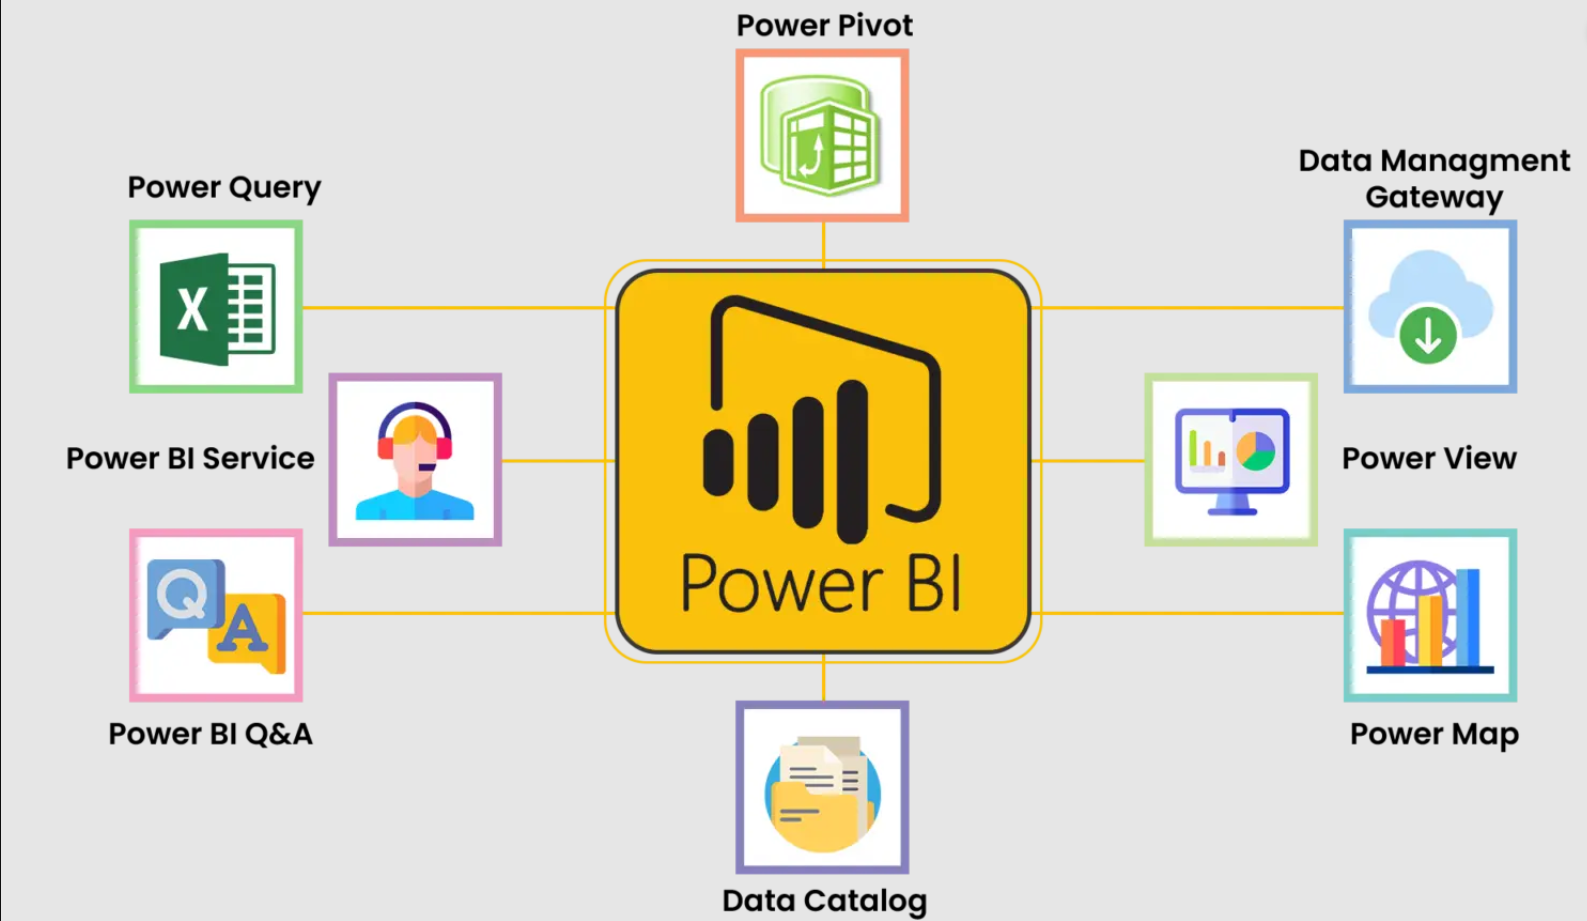 Power Pivot
Data Managment
Gateway
Power Query
X
Power BI Service
Power View
Q
A
Power BI
Power BI Q&A
Power Map
Data Catalog